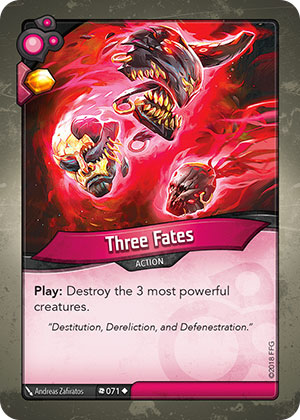 Three Fates
ACTION
Play: Destroy the 3 most powerful
creatures.
"Destitution, Dereliction, and Defenestration."
Andreas Zafiratos
071
©2018 FFG